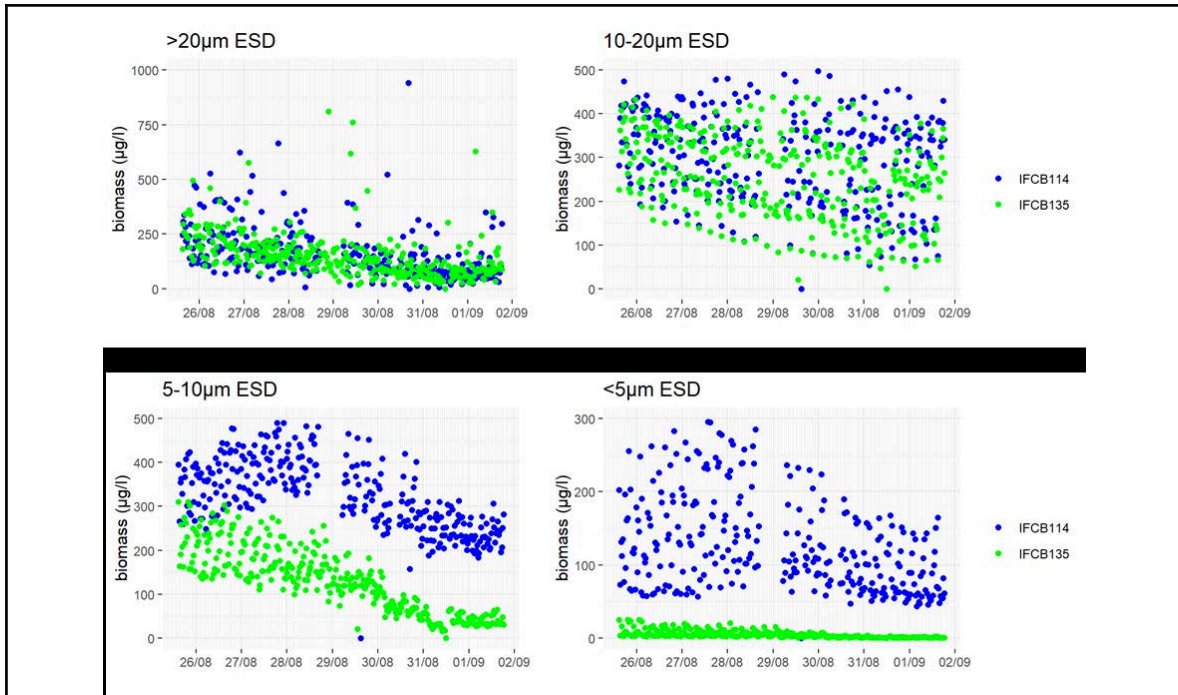 >20µm ESD
biomass (µg/l)
1000
750
500
250
0
26/08 27/08 28/08 29/08 30/08 31/08 01/09 02/09
10-20µm ESD
biomass (µg/l)
500
400
300
200
100
0
26/08 27/08 28/08 29/08 30/08 31/08 01/09 02/09
IFCB114
IFCB135
5-10µm ESD
biomass (µg/l)
500
400
300
200
100
0
26/08 27/08 28/08 29/08 30/08 31/08 01/09 02/09
<5µm ESD
biomass (µg/l)
300
200
100
0
26/08 27/08 28/08 29/08 30/08 31/08 01/09 02/09
IFCB114
IFCB135